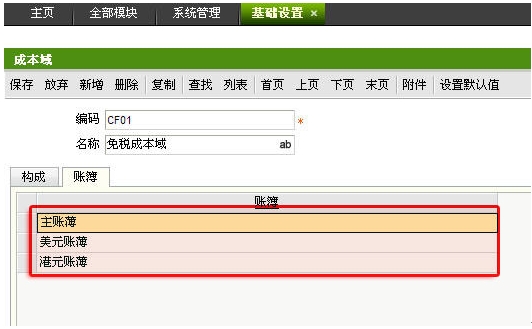 主页 全部模块 系统管理 基础设置 ×
成本域
保存 放弃 新增 删除 复制 查找 列表 首页 上页 下页 末页 附件 设置默认值
编码 CF01 *
名称 免税成本域 ab
构成 账簿
账簿
主账薄
美元账薄
港元账薄